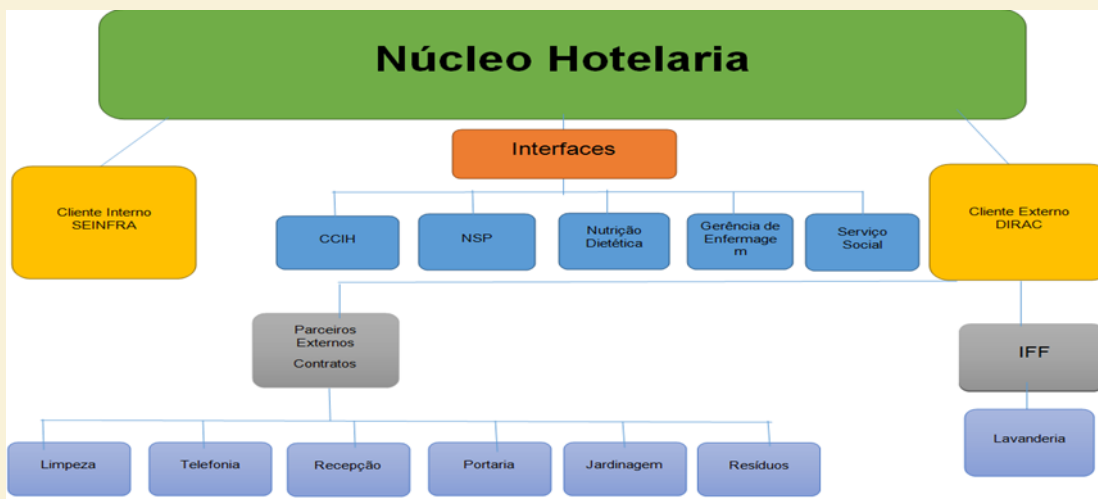 Núcleo Hotelaria
Interfaces
Cliente Interno
SEINFRA
Cliente Externo
DIRAC
CCIH
NSP
Nutrição
Dietética
Gerência de
Enfermage
m
Serviço
Social
Parceiros
Externos
Contratos
IFF
Lavanderia
Limpeza
Telefonia
Recepção
Portaria
Jardinagem
Resíduos